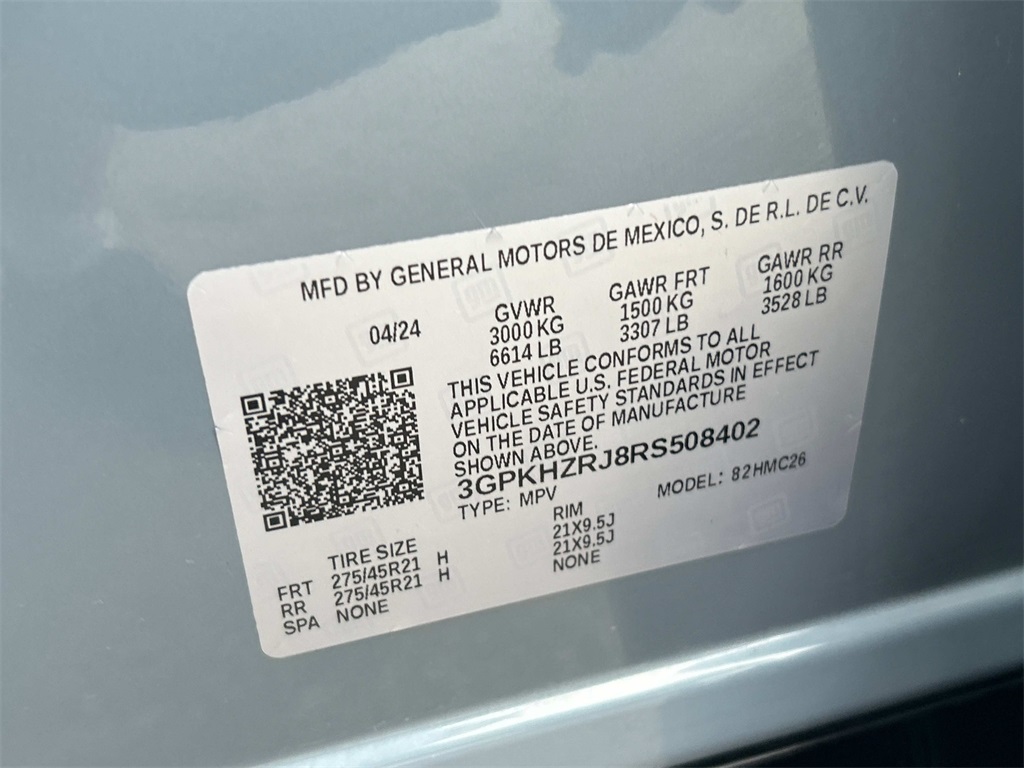 MFD BY GENERAL MOTORS DE MEXICO, S. DE R.L. DE C.V.
04/24
GVWR
3000 KG
6614 LB
GAWR FRT
1500 KG
3307 LB
GAWR RR
1600 KG
3528 LB
THIS VEHICLE CONFORMS TO ALL
APPLICABLE U.S. FEDERAL MOTOR
VEHICLE SAFETY STANDARDS IN EFFECT
ON THE DATE OF MANUFACTURE
SHOWN ABOVE.
3GPKHZRJ8RS508402
TYPE: MPV MODEL: 82HMC26
TIRE SIZE RIM
FRT 275/45R21 H 21X9.5J
RR 275/45R21 H 21X9.5J
SPA NONE NONE